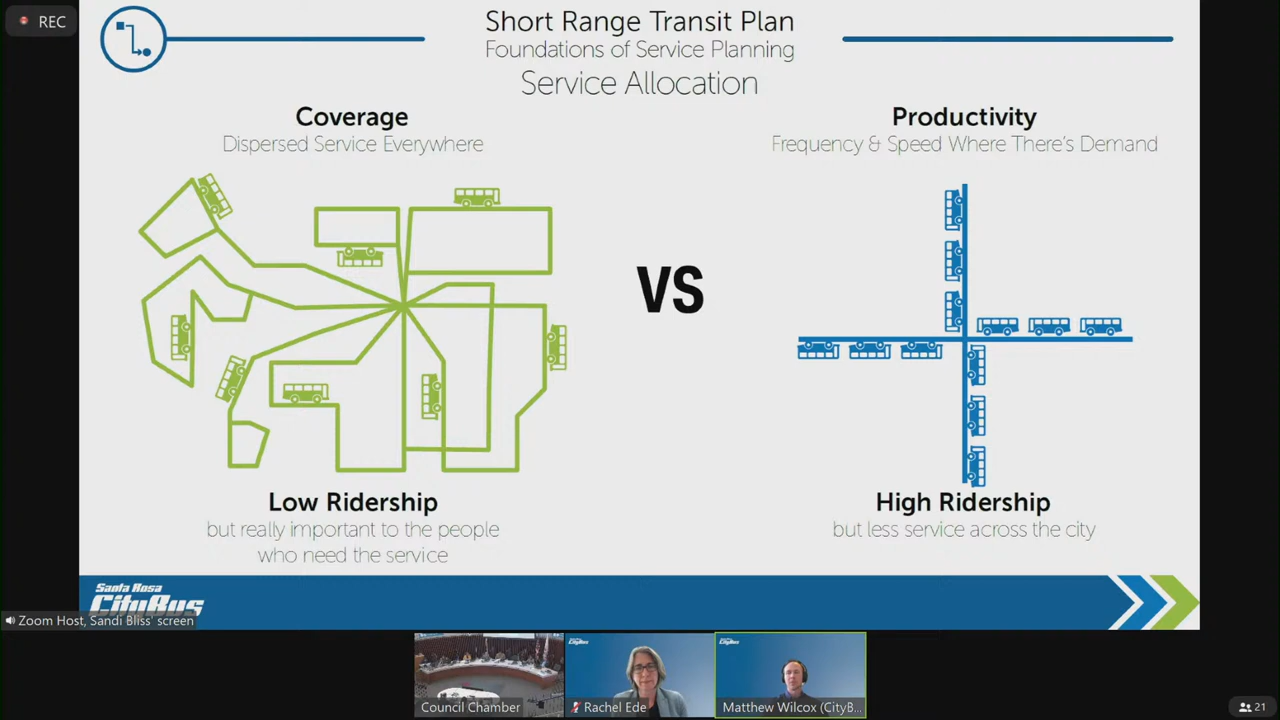 REC
Short Range Transit Plan
Foundations of Service Planning
Service Allocation
Coverage
Dispersed Service Everywhere
Productivity
Frequency & Speed Where There's Demand
VS
Low Ridership
but really important to the people
who need the service
High Ridership
but less service across the city
Santa Rosa
CityBus
Zoom Host, Sandi Bliss' screen
CityBus
CityBus
Council Chamber
Rachel Ede
Matthew Wilcox (CityB...
21